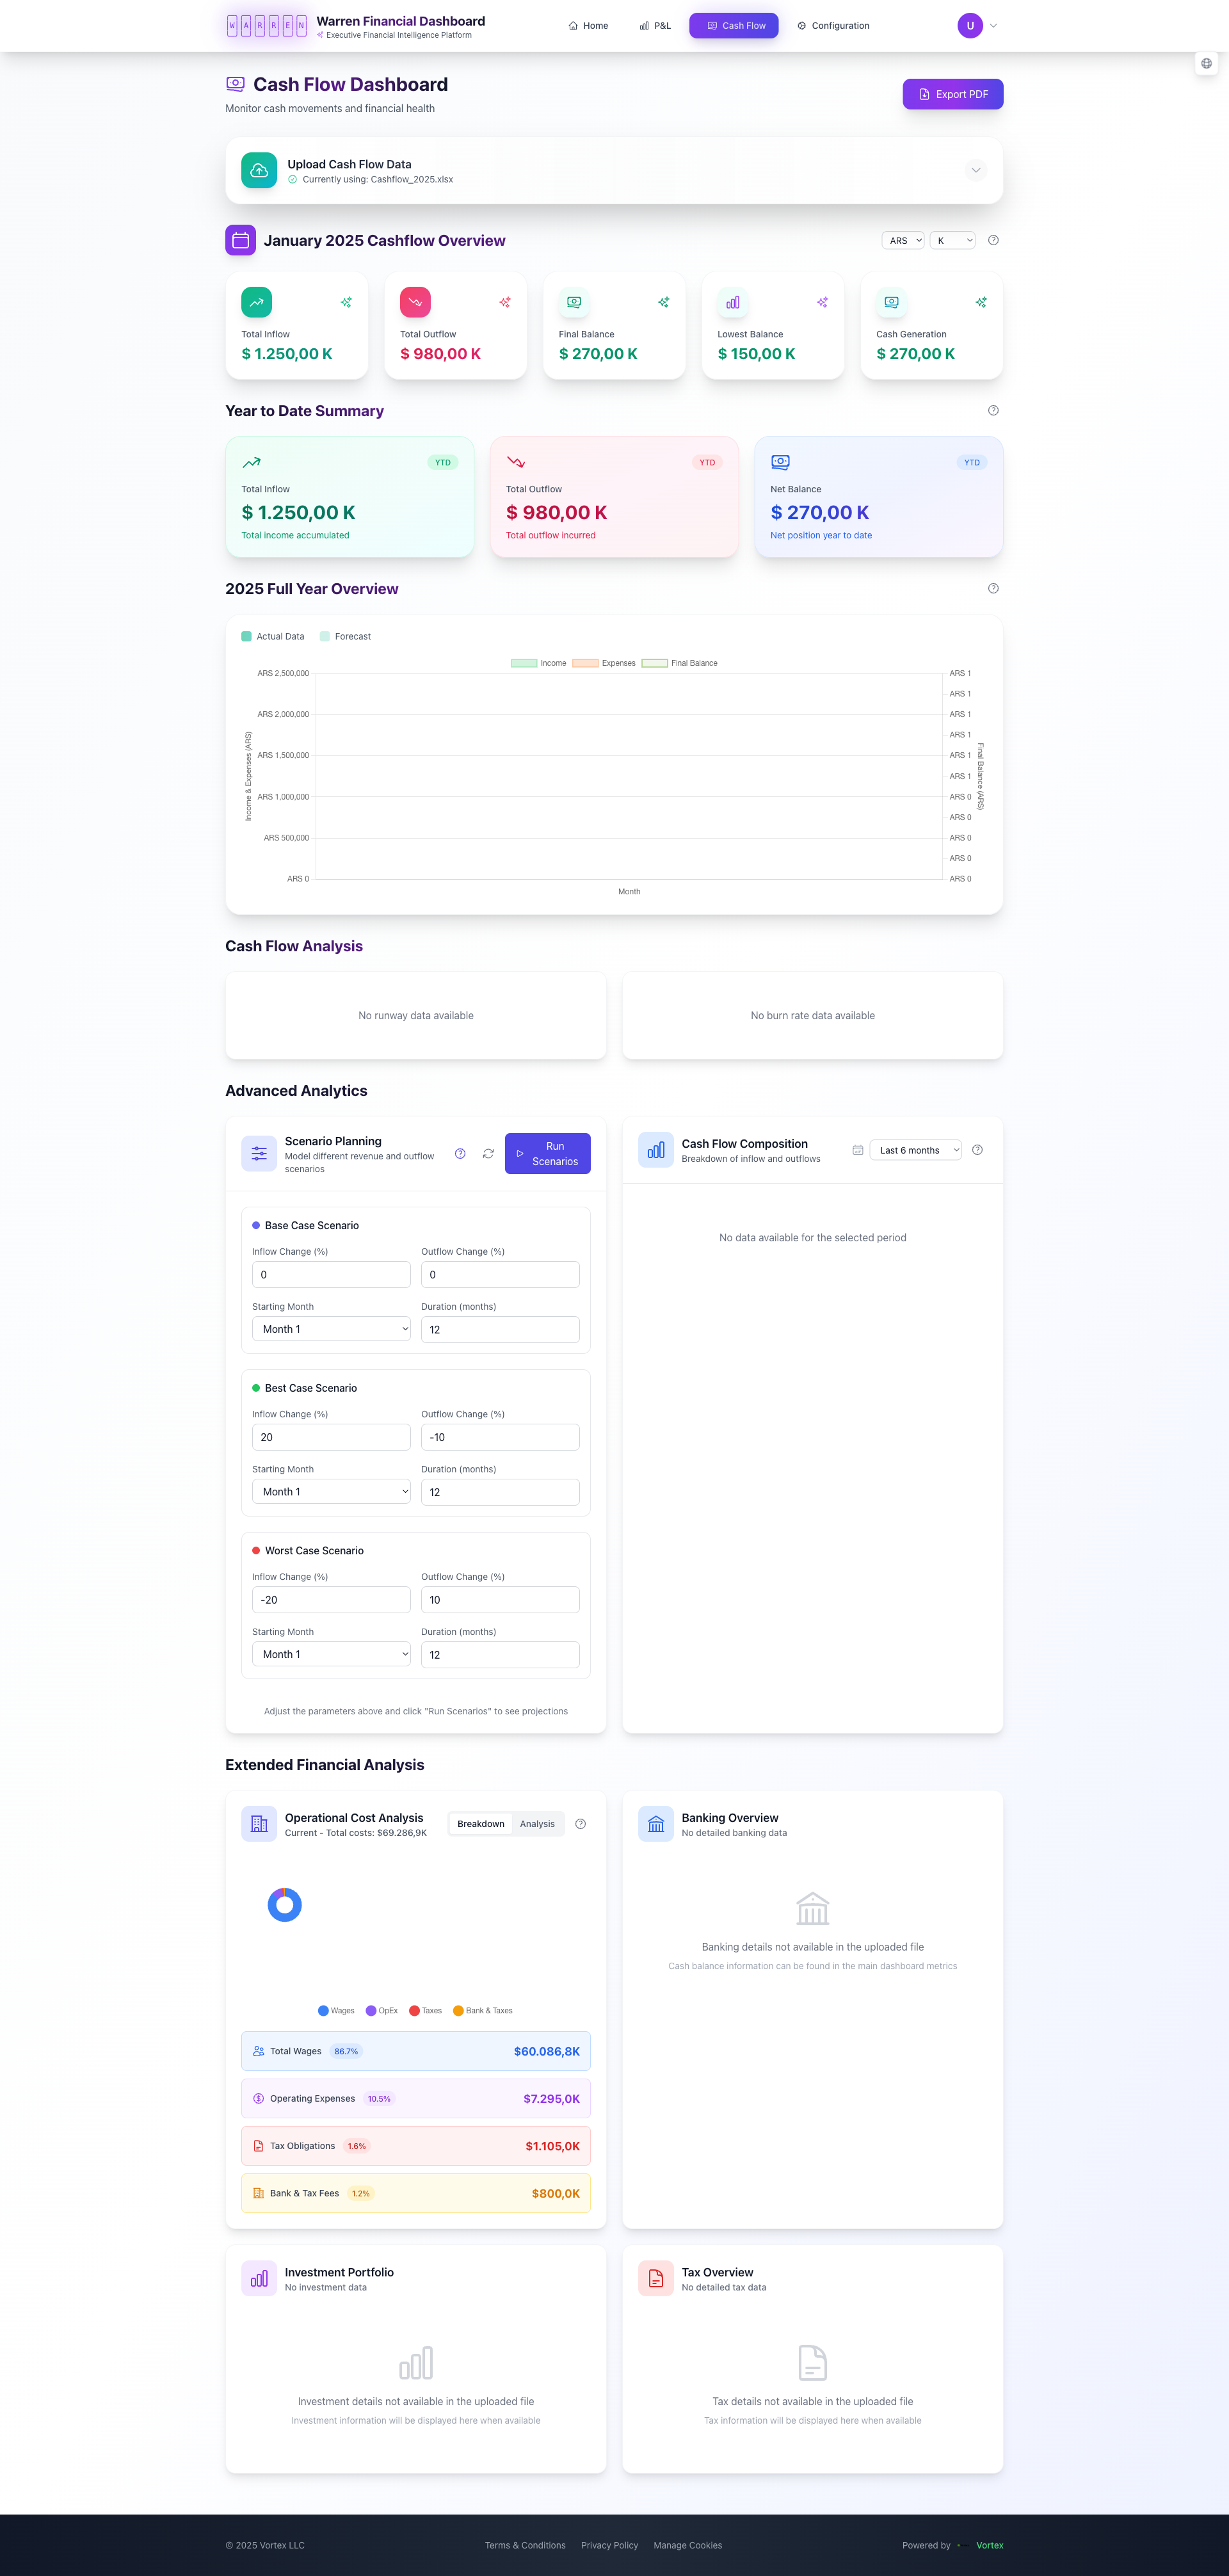 WARREN
Warren Financial Dashboard
Executive Financial Intelligence Platform
Home
P&L
Cash Flow
Configuration
U
Cash Flow Dashboard
Monitor cash movements and financial health
Export PDF
Upload Cash Flow Data
Currently using: Cashflow_2025.xlsx
January 2025 Cashflow Overview
ARS
K
Total Inflow
$ 1.250,00 K
Total Outflow
$ 980,00 K
Final Balance
$ 270,00 K
Lowest Balance
$ 150,00 K
Cash Generation
$ 270,00 K
Year to Date Summary
YTD
Total Inflow
$ 1.250,00 K
Total income accumulated
YTD
Total Outflow
$ 980,00 K
Total outflow incurred
YTD
Net Balance
$ 270,00 K
Net position year to date
2025 Full Year Overview
Actual Data
Forecast
Income
Expenses
Final Balance
ARS 2,500,000
ARS 2,000,000
ARS 1,500,000
ARS 1,000,000
ARS 500,000
ARS 0
Income & Expenses (ARS)
ARS 1
ARS 1
ARS 1
ARS 1
ARS 1
ARS 1
ARS 0
ARS 0
ARS 0
ARS 0
ARS 0
Final Balance (ARS)
Month
Cash Flow Analysis
No runway data available
No burn rate data available
Advanced Analytics
Scenario Planning
Model different revenue and outflow
scenarios
Run
Scenarios
Base Case Scenario
Inflow Change (%)
Outflow Change (%)
0
0
Starting Month
Duration (months)
Month 1
12
Best Case Scenario
Inflow Change (%)
Outflow Change (%)
20
-10
Starting Month
Duration (months)
Month 1
12
Worst Case Scenario
Inflow Change (%)
Outflow Change (%)
-20
10
Starting Month
Duration (months)
Month 1
12
Adjust the parameters above and click "Run Scenarios" to see projections
Cash Flow Composition
Breakdown of inflow and outflows
Last 6 months
No data available for the selected period
Extended Financial Analysis
Operational Cost Analysis
Current - Total costs: $69.286,9K
Breakdown
Analysis
Wages
OpEx
Taxes
Bank & Taxes
Total Wages
86.7%
$60.086,8K
Operating Expenses
10.5%
$7.295,0K
Tax Obligations
1.6%
$1.105,0K
Bank & Tax Fees
1.2%
$800,0K
Banking Overview
No detailed banking data
Banking details not available in the uploaded file
Cash balance information can be found in the main dashboard metrics
Investment Portfolio
No investment data
Investment details not available in the uploaded file
Investment information will be displayed here when available
Tax Overview
No detailed tax data
Tax details not available in the uploaded file
Tax information will be displayed here when available
© 2025 Vortex LLC
Terms & Conditions
Privacy Policy
Manage Cookies
Powered by
Vortex